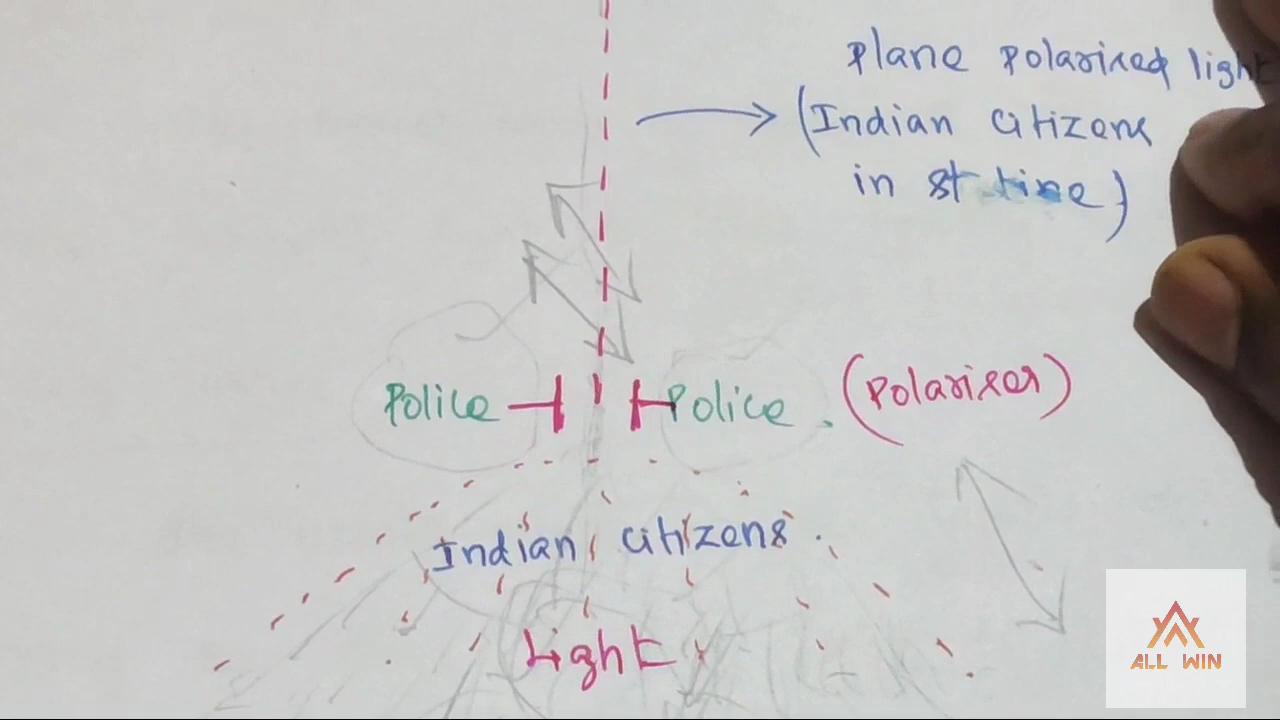 Plane Polarised light
(Indian Citizens
in st line)
Police Police. (Polariser)
Indian Citizens.
Light
ALL WIN